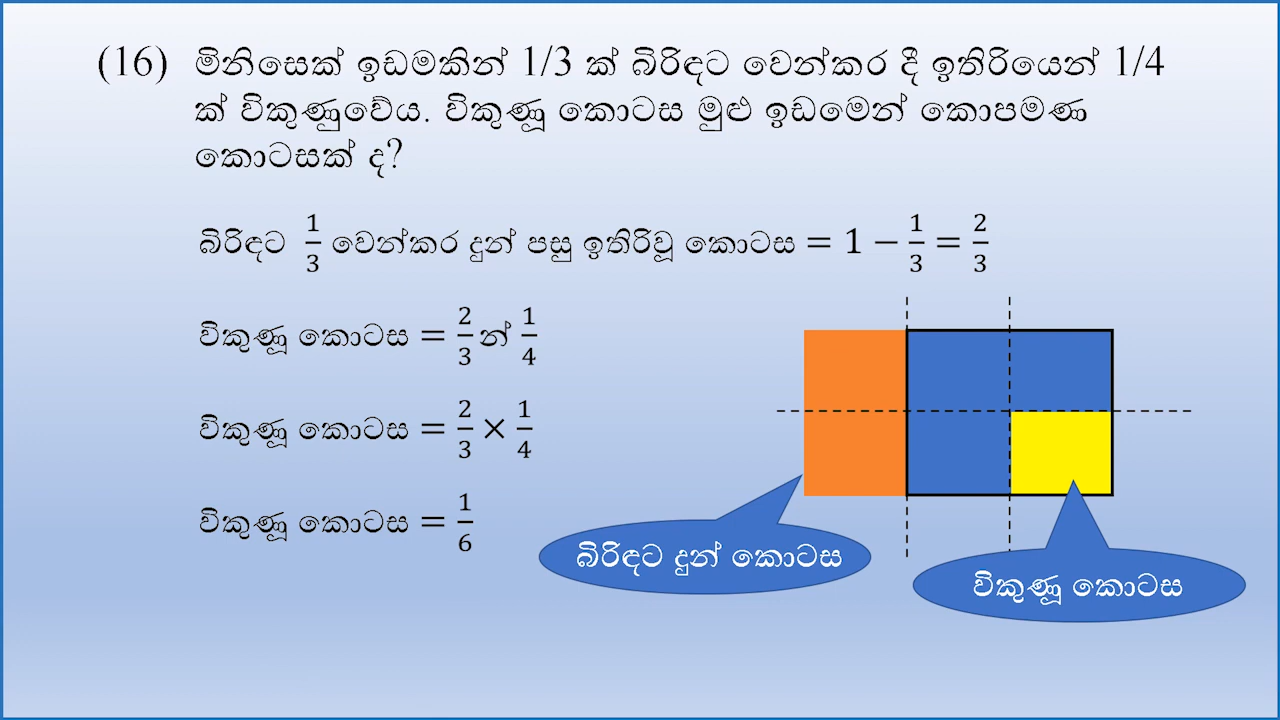 (16) මිනිසෙක් ඉඩමකින් 1/3 ක් බිරිඳට වෙන්කර දී ඉතිරියෙන් 1/4
ක් විකුණුවේය. විකුණූ කොටස මුළු ඉඩමෙන් කොපමණ
කොටසක් ද?
බිරිඳට 1/3 වෙන්කර දුන් පසු ඉතිරිවූ කොටස = 1 − 1/3 = 2/3
විකුණූ කොටස = 2/3 න් 1/4
විකුණූ කොටස = 2/3 × 1/4
විකුණූ කොටස = 1/6
බිරිඳට දුන් කොටස
විකුණූ කොටස